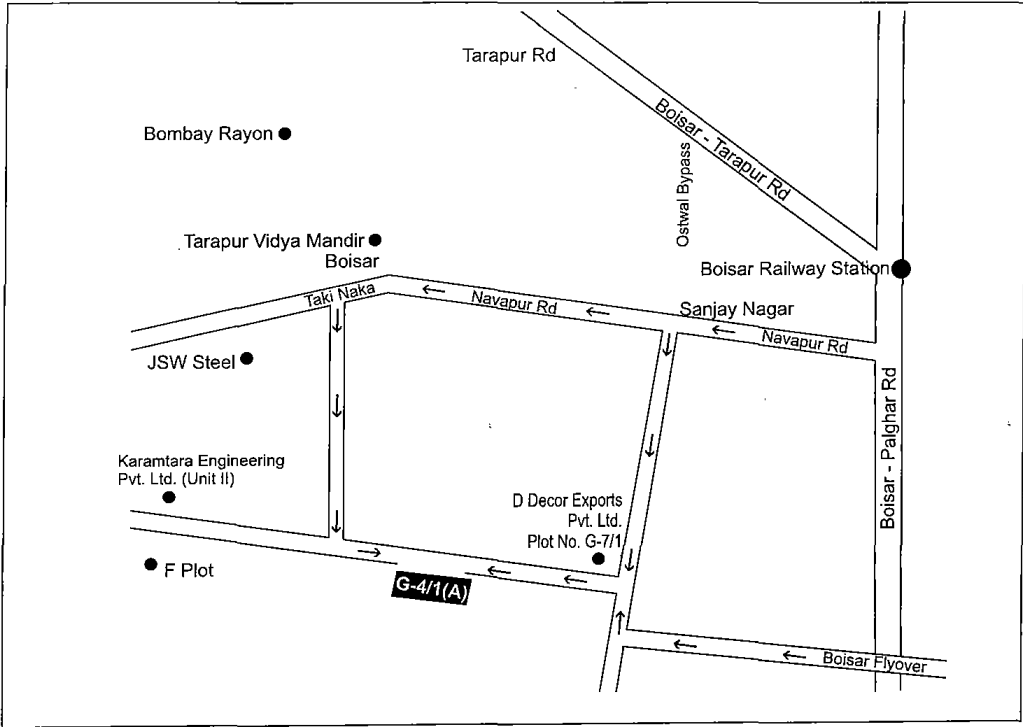 Tarapur Rd
Boisar - Tarapur Rd
Bombay Rayon
Ostwal Bypass
Tarapur Vidya Mandir
Boisar
Boisar Railway Station
Taki Naka
Navapur Rd
Sanjay Nagar
Navapur Rd
JSW Steel
Boisar - Palghar Rd
Karamtara Engineering
Pvt. Ltd. (Unit II)
D Decor Exports
Pvt. Ltd.
Plot No. G-7/1
F Plot
G-4/1(A)
Boisar Flyover